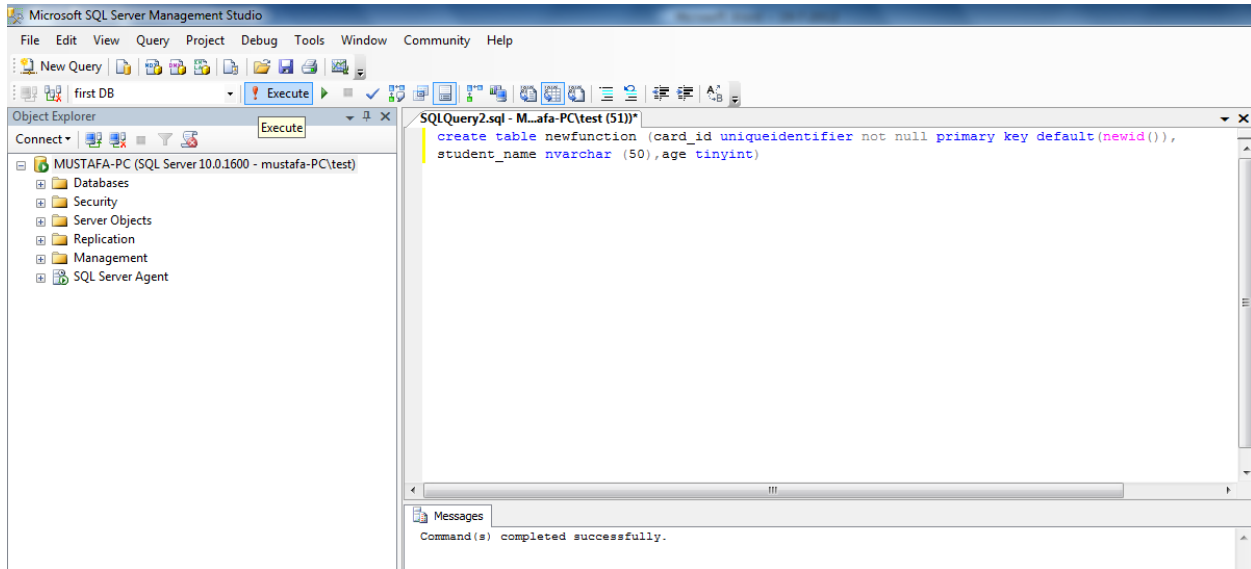 Microsoft SQL Server Management Studio
File Edit View Query Project Debug Tools Window Community Help
New Query
first DB Execute
Object Explorer
Execute
SQLQuery2.sql - M...afa-PC\test (51))*
Connect
create table newfunction (card_id uniqueidentifier not null primary key default(newid()),
student_name nvarchar (50),age tinyint)
MUSTAFA-PC (SQL Server 10.0.1600 - mustafa-PC\test)
Databases
Security
Server Objects
Replication
Management
SQL Server Agent
Messages
Command(s) completed successfully.